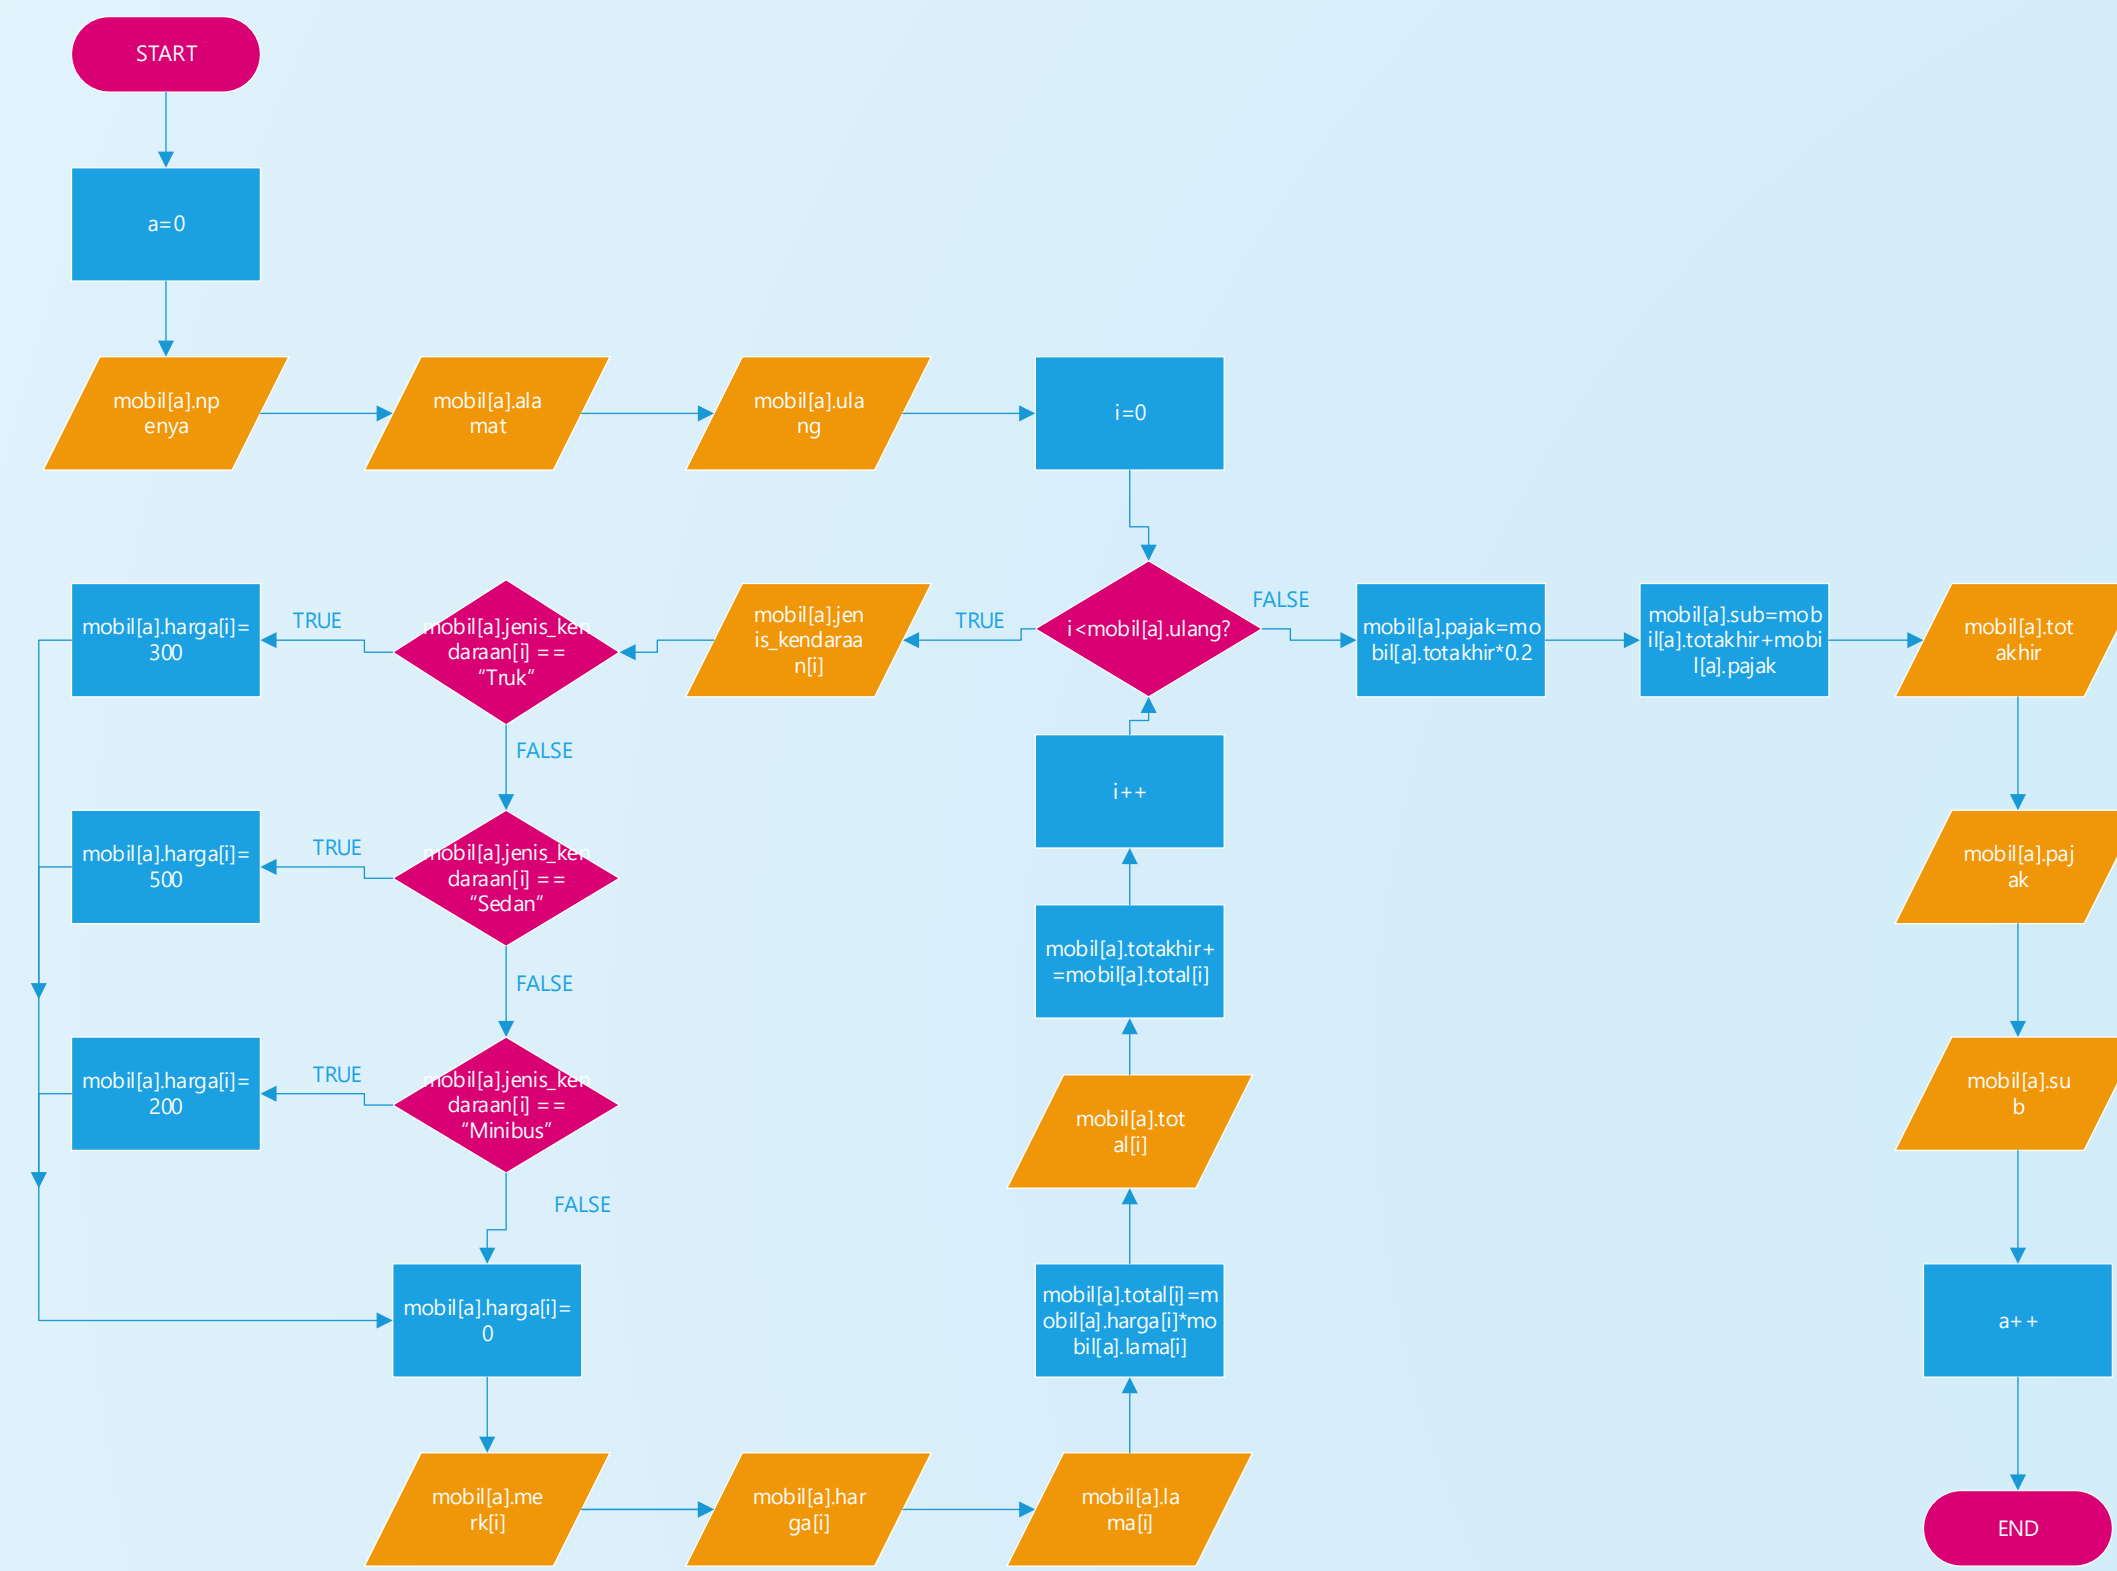 START
a=0
mobil[a].np
enya
mobil[a].ala
mat
mobil[a].ula
ng
i=0
i<mobil[a].ulang?
TRUE
FALSE
mobil[a].jen
is_kendaraa
n[i]
mobil[a].jenis_ken
daraan[i] ==
“Truk”
TRUE
FALSE
mobil[a].harga[i]=
300
mobil[a].jenis_ken
daraan[i] ==
“Sedan”
TRUE
FALSE
mobil[a].harga[i]=
500
mobil[a].jenis_ken
daraan[i] ==
“Minibus”
TRUE
FALSE
mobil[a].harga[i]=
200
mobil[a].harga[i]=
0
mobil[a].me
rk[i]
mobil[a].har
ga[i]
mobil[a].la
ma[i]
mobil[a].total[i]=m
obil[a].harga[i]*mo
bil[a].lama[i]
mobil[a].tot
al[i]
mobil[a].totakhir+
=mobil[a].total[i]
i++
mobil[a].pajak=mo
bil[a].totakhir*0.2
mobil[a].sub=mob
il[a].totakhir+mobi
l[a].pajak
mobil[a].tot
akhir
mobil[a].paj
ak
mobil[a].su
b
a++
END